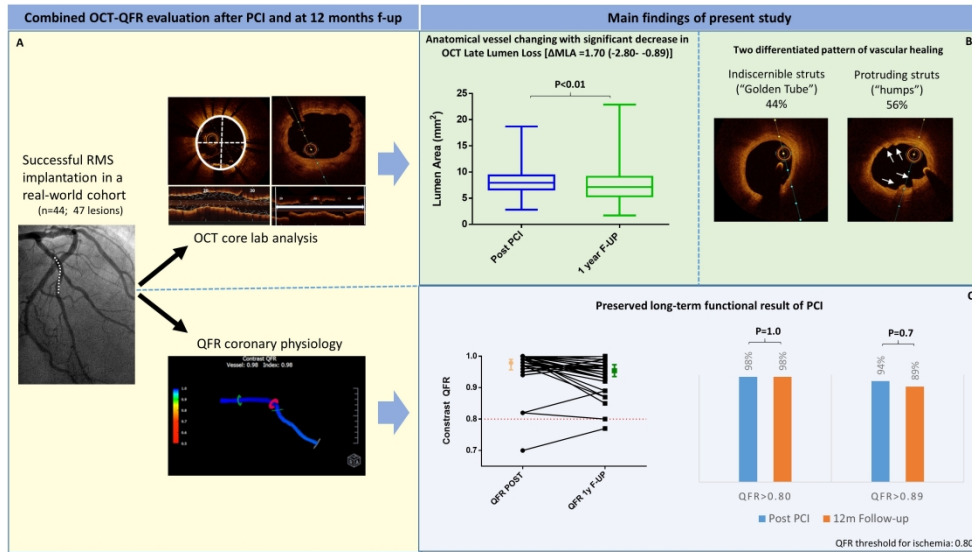 Combined OCT-QFR evaluation after PCI and at 12 months f-up
Main findings of present study
A
Successful RMS
implantation in a
real-world cohort
(n=44; 47 lesions)
OCT core lab analysis
QFR coronary physiology
Contrast QFR
Vessel: 0.98 Index: 0.98
Anatomical vessel changing with significant decrease in
OCT Late Lumen Loss [ΔMLA =1.70 (-2.80- -0.89)]
P<0.01
Lumen Area (mm²)
25
20
15
10
5
0
Post PCI
1 year F-UP
B
Two differentiated pattern of vascular healing
Indiscernible struts
("Golden Tube")
44%
Protruding struts
("humps")
56%
C
Preserved long-term functional result of PCI
Constrast QFR
1.0
0.9
0.8
0.7
QFR POST
QFR 1y F-UP
P=1.0
P=0.7
98%
98%
94%
89%
QFR>0.80
QFR>0.89
Post PCI
12m Follow-up
QFR threshold for ischemia: 0.80